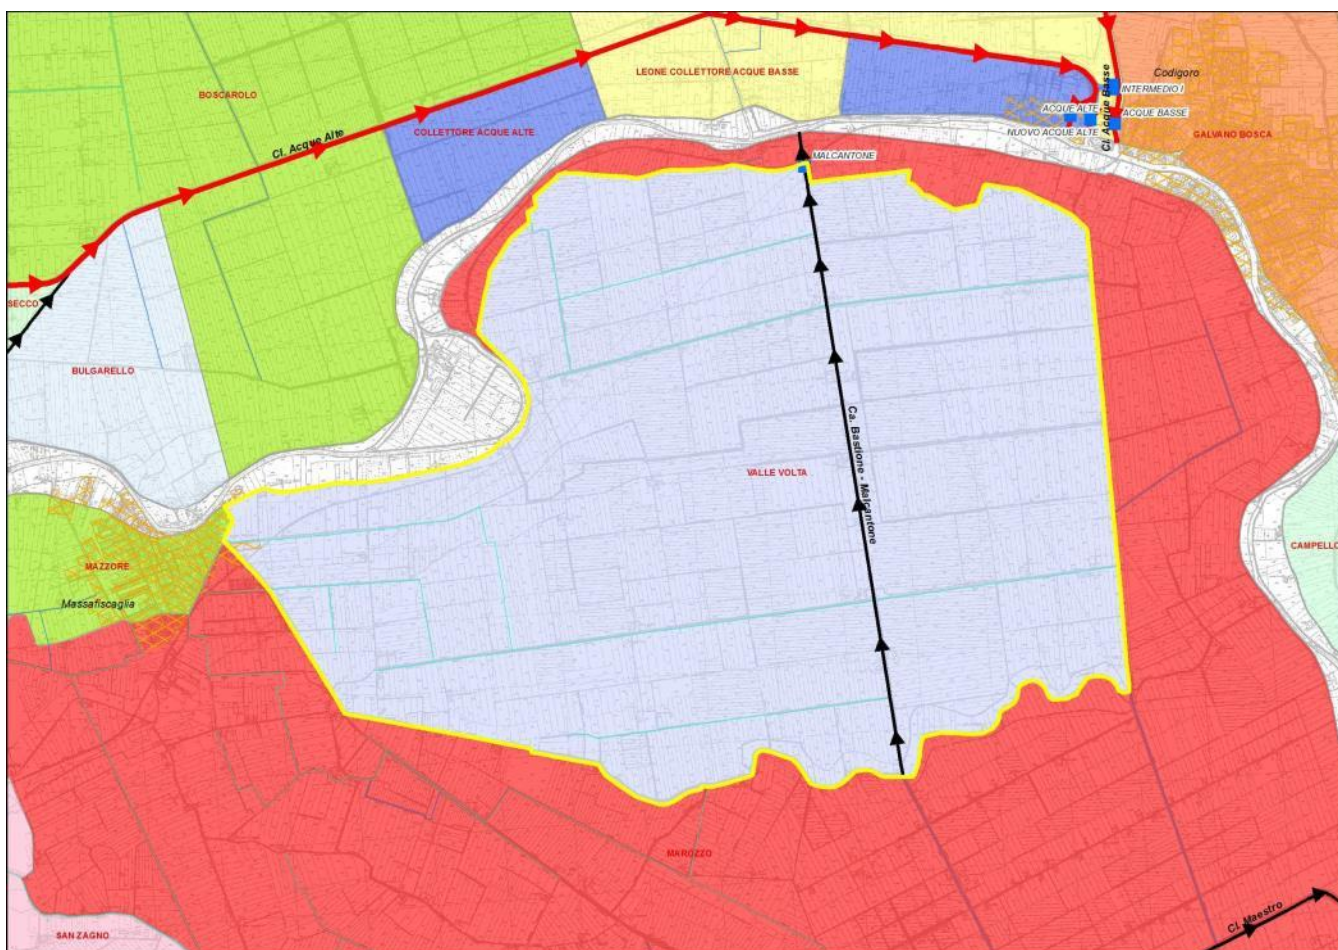 LEONE COLLETTORE ACQUE BASSE
Codigoro
INTERMEDIO I
BOSCAROLO
ACQUE ALTE
ACQUE BASSE
COLLETTORE ACQUE ALTE
NUOVO ACQUE ALTE
GALVANO BOSCA
Cl. Acque Basse
Cl. Acque Alte
MALCANTONE
SECCO
BULGARELLO
Ca. Bastione - Malcantone
VALLE VOLTA
CAMPELLO
MAZZORE
Massafiscaglia
MAROZZO
Cl. Maestro
SAN ZAGNO